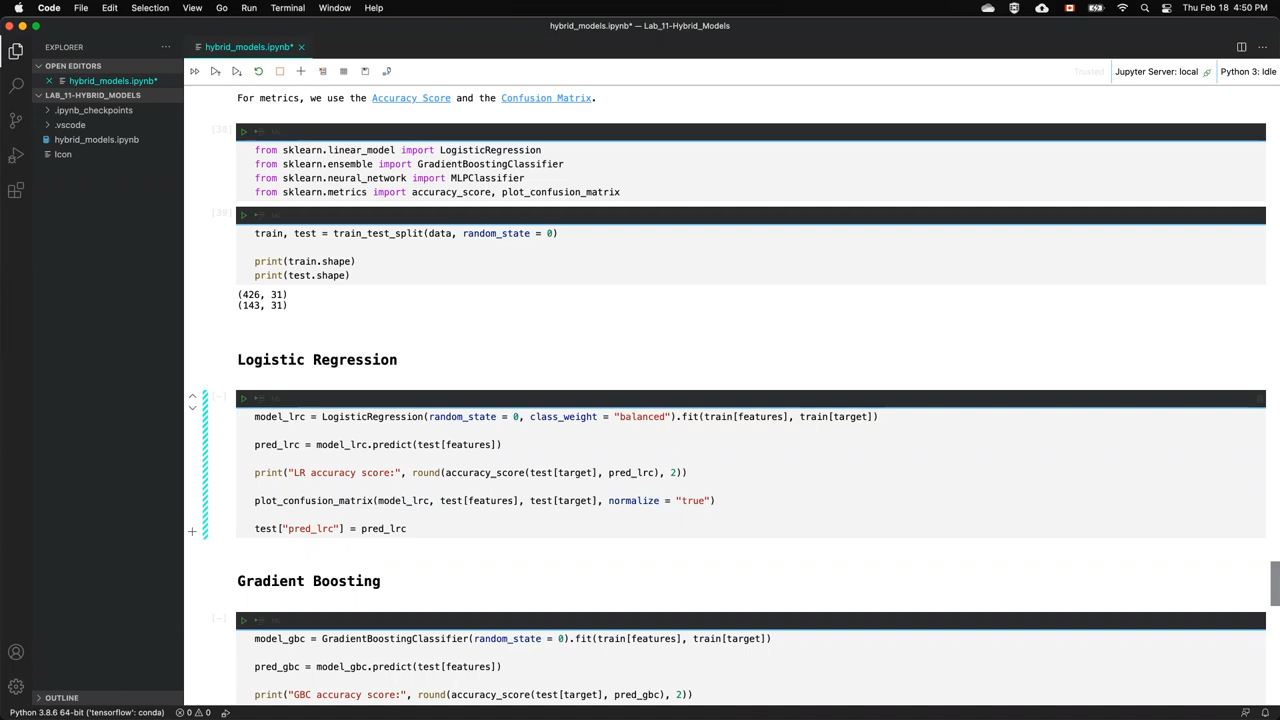 Code File Edit Selection View Go Run Terminal Window Help Thu Feb 18 4:50 PM
hybrid_models.ipynb* — Lab_11-Hybrid_Models
EXPLORER
hybrid_models.ipynb*
OPEN EDITORS
hybrid_models.ipynb*
LAB_11-HYBRID_MODELS
.ipynb_checkpoints
.vscode
hybrid_models.ipynb
Icon
Trusted Jupyter Server: local Python 3: Idle
For metrics, we use the Accuracy Score and the Confusion Matrix.
[38]
from sklearn.linear_model import LogisticRegression
from sklearn.ensemble import GradientBoostingClassifier
from sklearn.neural_network import MLPClassifier
from sklearn.metrics import accuracy_score, plot_confusion_matrix
[39]
train, test = train_test_split(data, random_state = 0)
print(train.shape)
print(test.shape)
(426, 31)
(143, 31)
Logistic Regression
[-]
model_lrc = LogisticRegression(random_state = 0, class_weight = "balanced").fit(train[features], train[target])
pred_lrc = model_lrc.predict(test[features])
print("LR accuracy score:", round(accuracy_score(test[target], pred_lrc), 2))
plot_confusion_matrix(model_lrc, test[features], test[target], normalize = "true")
test["pred_lrc"] = pred_lrc
Gradient Boosting
[-]
model_gbc = GradientBoostingClassifier(random_state = 0).fit(train[features], train[target])
pred_gbc = model_gbc.predict(test[features])
print("GBC accuracy score:", round(accuracy_score(test[target], pred_gbc), 2))
OUTLINE
Python 3.8.6 64-bit ('tensorflow': conda) 0 0